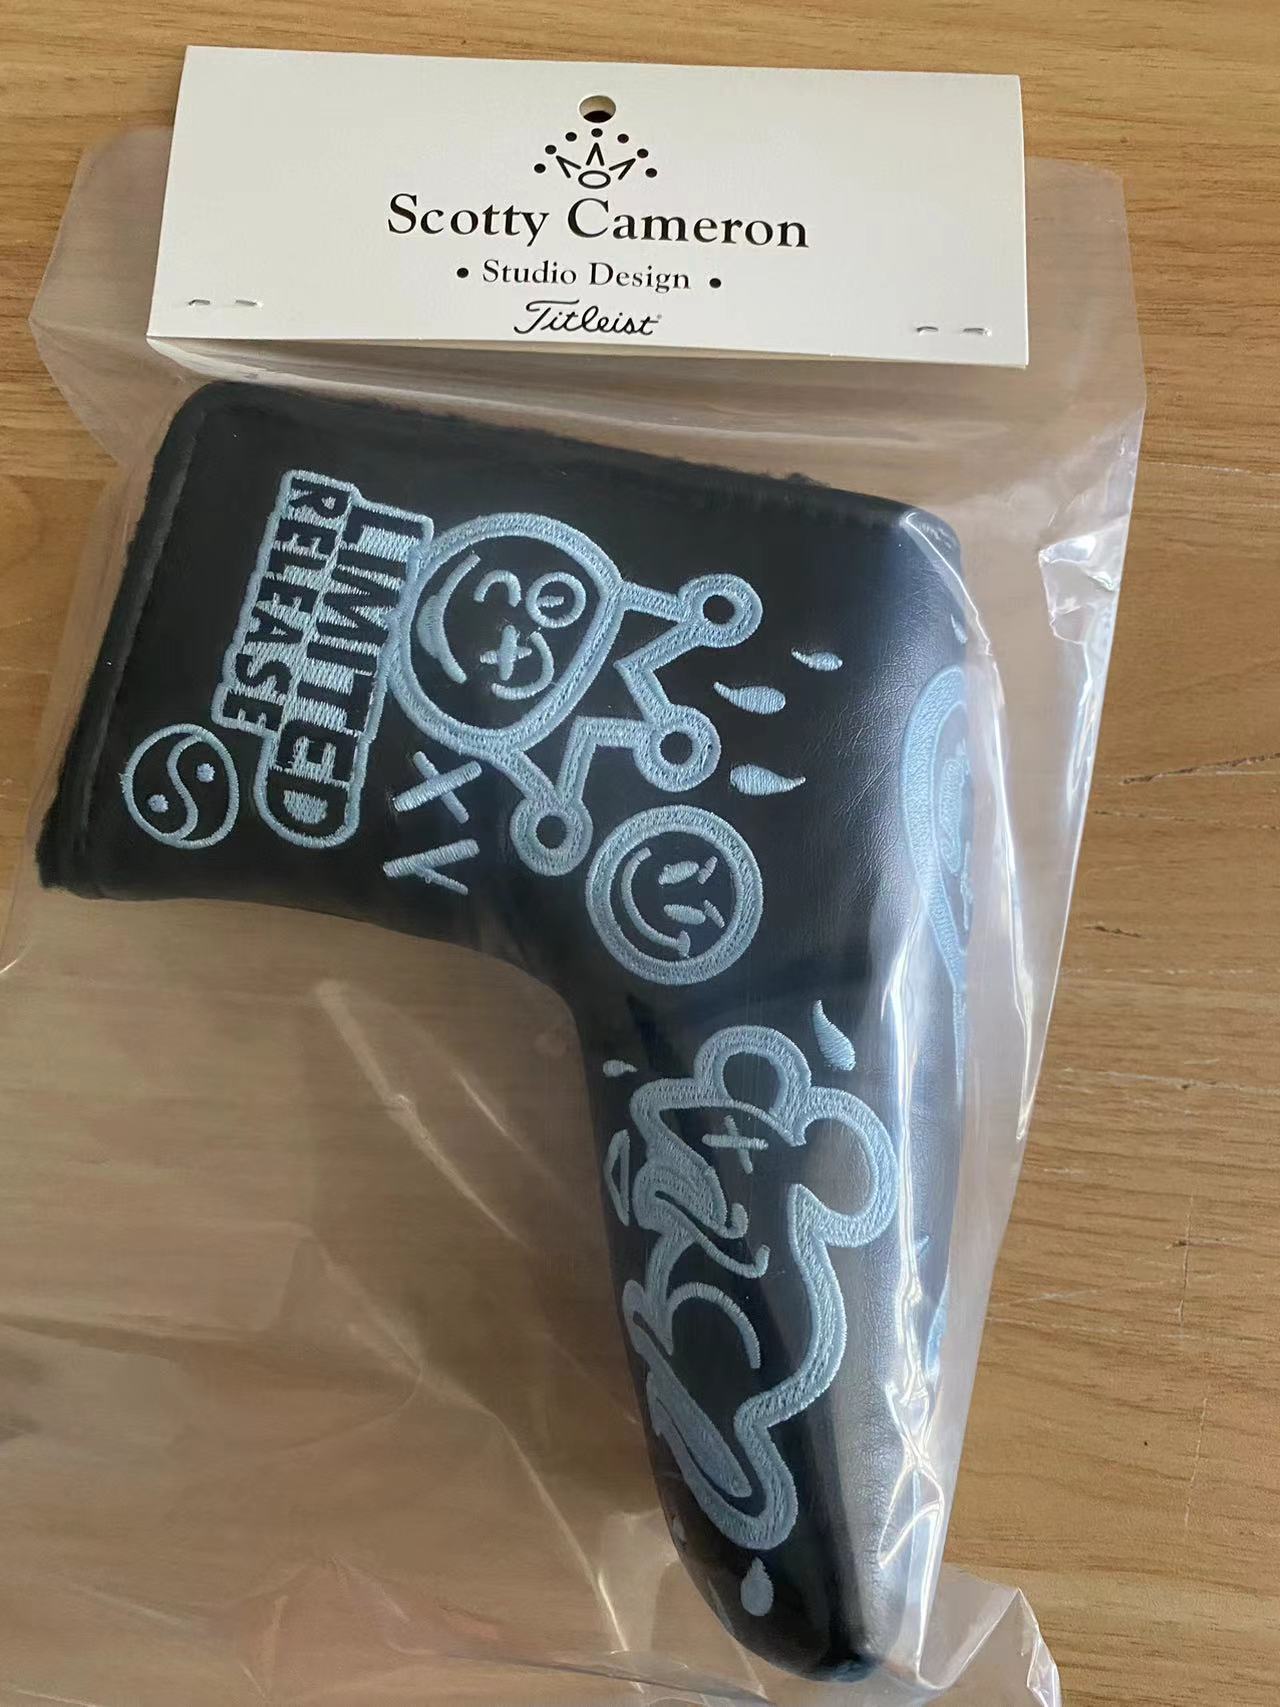 Scotty Cameron
• Studio Design •
Titleist
LIMITED
RELEASE